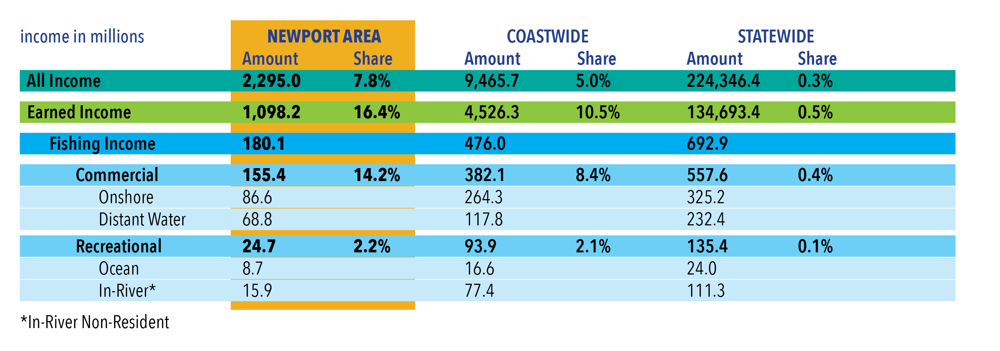 income in millions NEWPORT AREA COASTWIDE STATEWIDE
Amount Share Amount Share Amount Share
All Income 2,295.0 7.8% 9,465.7 5.0% 224,346.4 0.3%
Earned Income 1,098.2 16.4% 4,526.3 10.5% 134,693.4 0.5%
Fishing Income 180.1 476.0 692.9
Commercial 155.4 14.2% 382.1 8.4% 557.6 0.4%
Onshore 86.6 264.3 325.2
Distant Water 68.8 117.8 232.4
Recreational 24.7 2.2% 93.9 2.1% 135.4 0.1%
Ocean 8.7 16.6 24.0
In-River* 15.9 77.4 111.3
*In-River Non-Resident